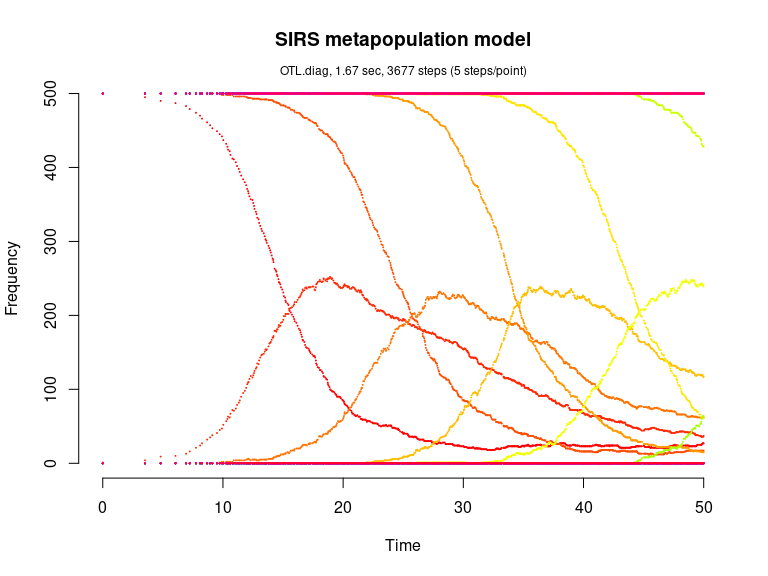 SIRS metapopulation model
OTL.diag, 1.67 sec, 3677 steps (5 steps/point)
Frequency
500
400
300
200
100
0
0 10 20 30 40 50
Time